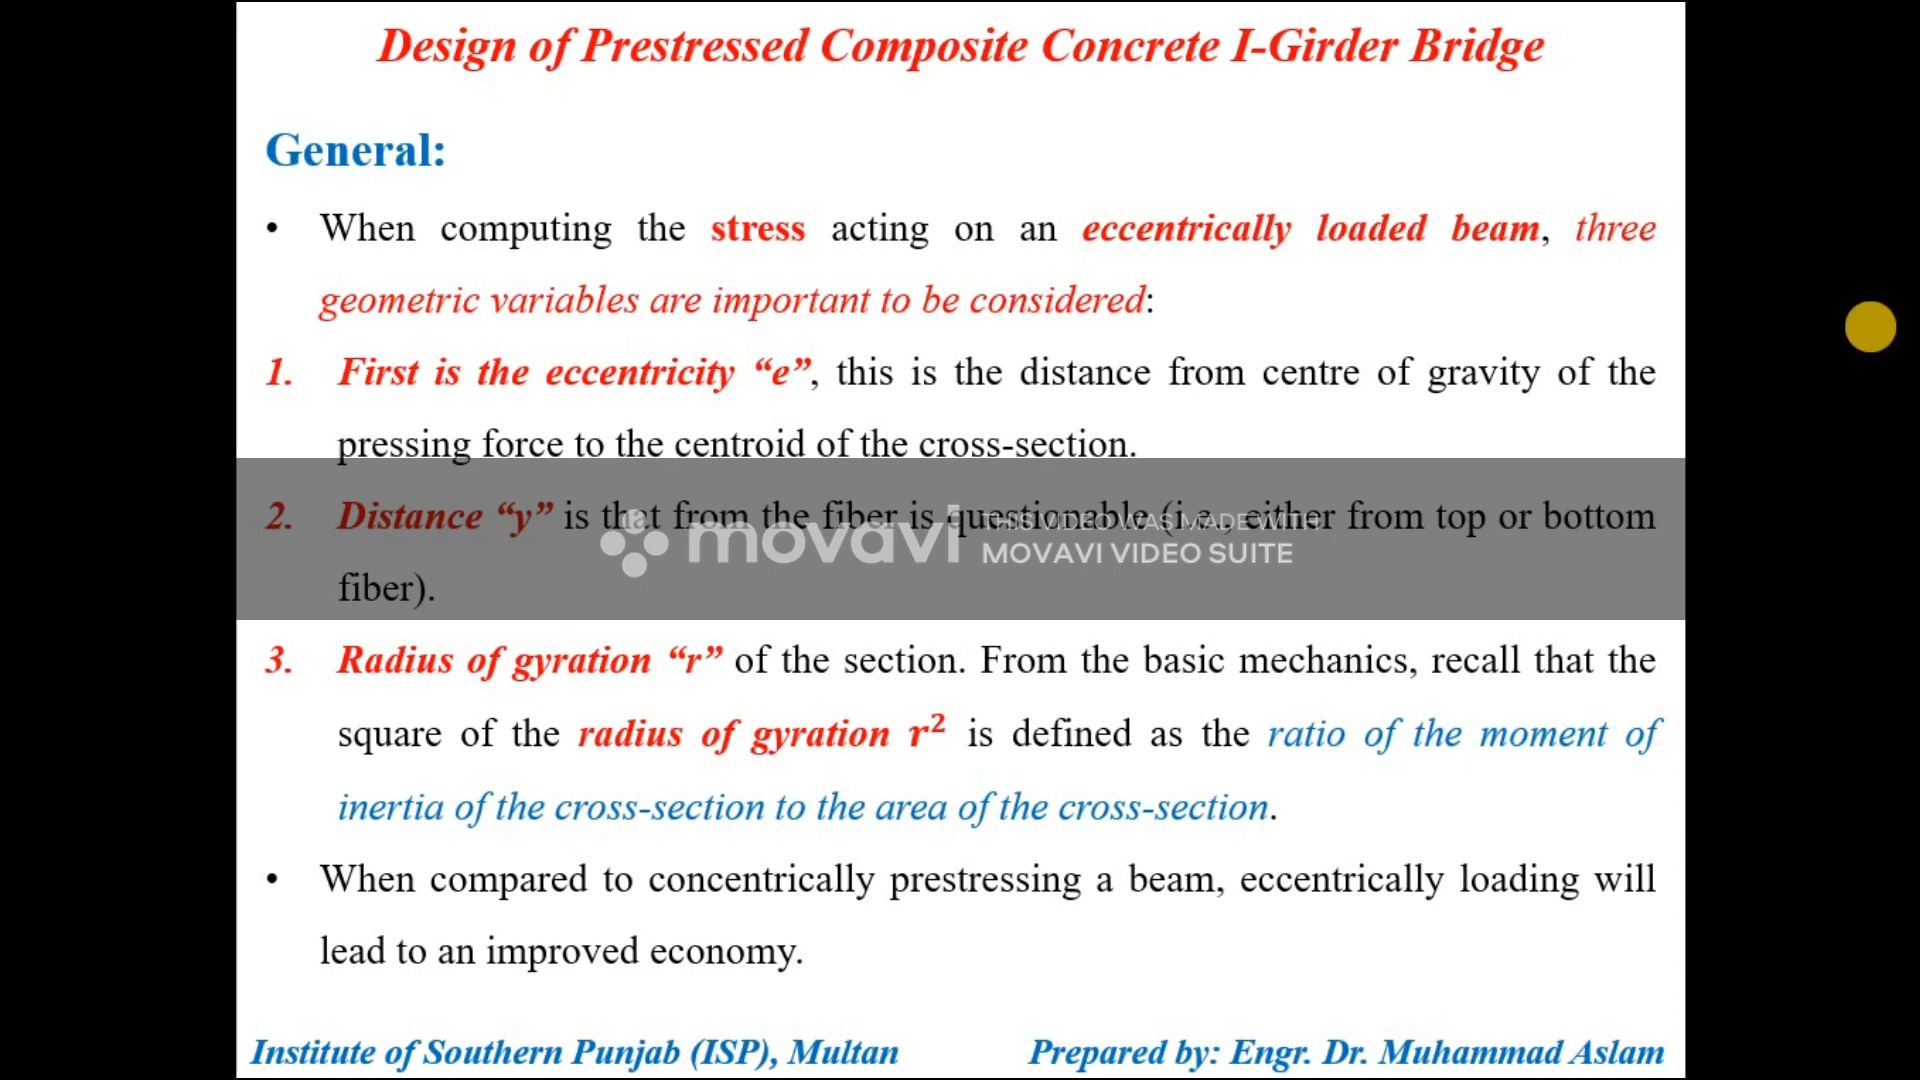 Design of Prestressed Composite Concrete I-Girder Bridge
General:
• When computing the stress acting on an eccentrically loaded beam, three
geometric variables are important to be considered:
1. First is the eccentricity “e”, this is the distance from centre of gravity of the
pressing force to the centroid of the cross-section.
2. Distance “y” is that from the fiber is questionable (i.e., either from top or bottom
fiber).
movavi
THIS VIDEO WAS MADE WITH
MOVAVI VIDEO SUITE
3. Radius of gyration “r” of the section. From the basic mechanics, recall that the
square of the radius of gyration r² is defined as the ratio of the moment of
inertia of the cross-section to the area of the cross-section.
• When compared to concentrically prestressing a beam, eccentrically loading will
lead to an improved economy.
Institute of Southern Punjab (ISP), Multan
Prepared by: Engr. Dr. Muhammad Aslam